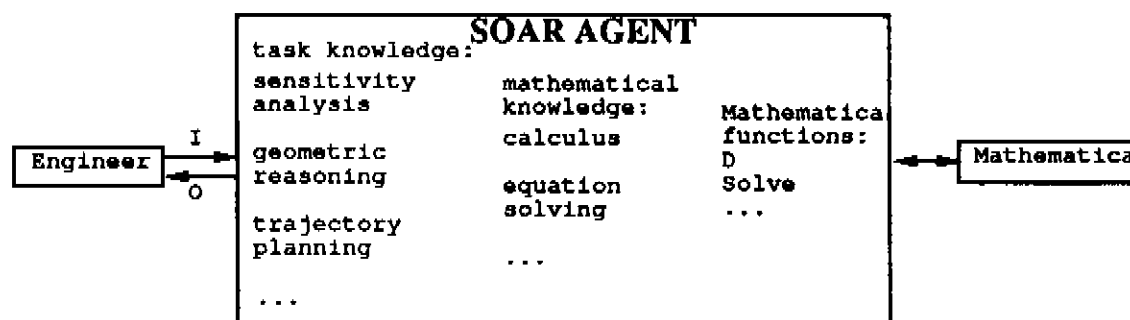 SOAR AGENT
Engineer
I
O
task knowledge:
sensitivity
analysis
geometric
reasoning
trajectory
planning
...
mathematical
knowledge:
calculus
equation
solving
...
Mathematica
functions:
D
Solve
...
Mathematica